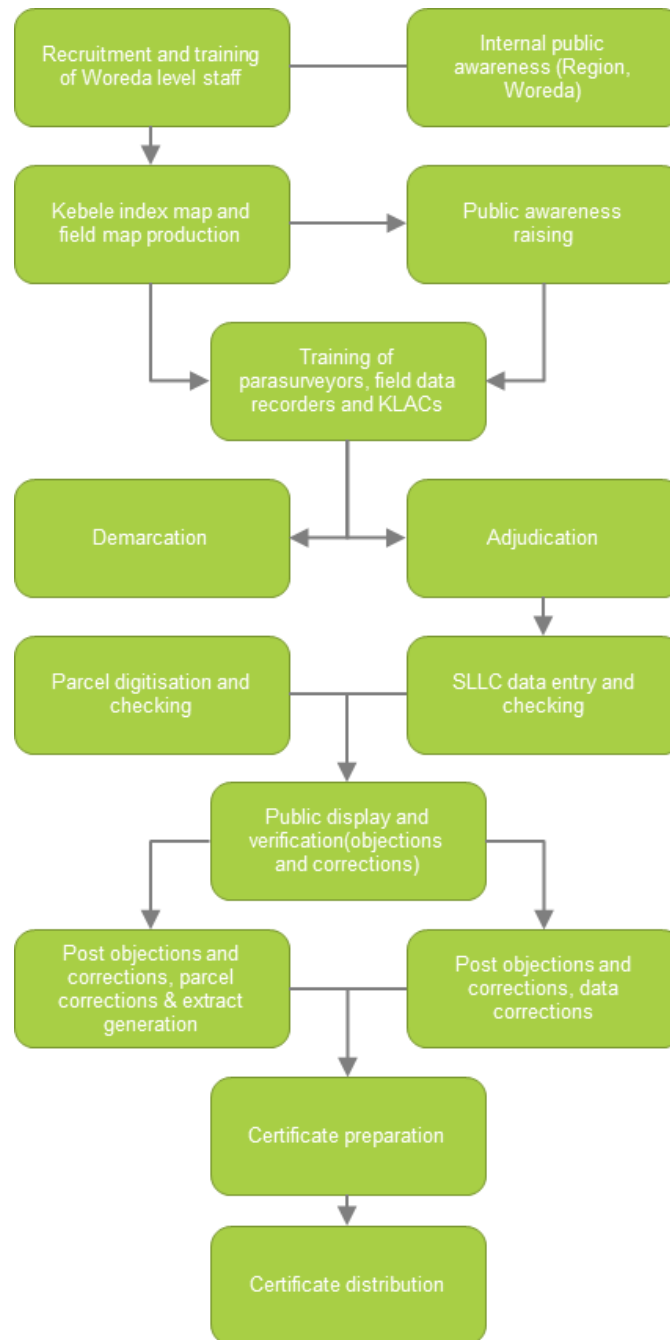 Recruitment and training
of Woreda level staff
Internal public
awareness (Region,
Woreda)
Kebele index map and
field map production
Public awareness
raising
Training of
parasurveyors, field data
recorders and KLACs
Demarcation
Adjudication
Parcel digitisation and
checking
SLLC data entry and
checking
Public display and
verification(objections
and corrections)
Post objections and
corrections, parcel
corrections & extract
generation
Post objections and
corrections, data
corrections
Certificate preparation
Certificate distribution